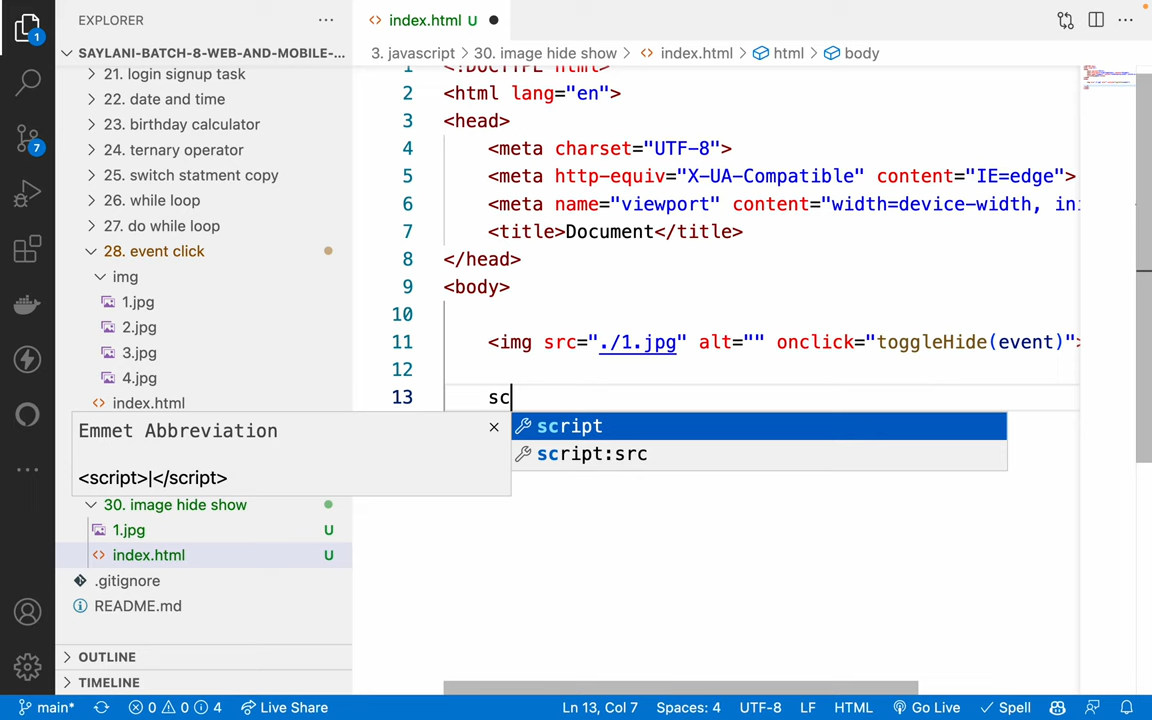 EXPLORER
SAYLANI-BATCH-8-WEB-AND-MOBILE-...
21. login signup task
22. date and time
23. birthday calculator
24. ternary operator
25. switch statment copy
26. while loop
27. do while loop
28. event click
img
1.jpg
2.jpg
3.jpg
4.jpg
index.html
30. image hide show
1.jpg U
index.html U
.gitignore
README.md
OUTLINE
TIMELINE
1
7
index.html U
3. javascript > 30. image hide show > index.html > html > body
1 <!DOCTYPE html>
2 <html lang="en">
3 <head>
4 <meta charset="UTF-8">
5 <meta http-equiv="X-UA-Compatible" content="IE=edge">
6 <meta name="viewport" content="width=device-width, ini
7 <title>Document</title>
8 </head>
9 <body>
10
11 <img src="./1.jpg" alt="" onclick="toggleHide(event)">
12
13 sc
Emmet Abbreviation
<script>|</script>
script
script:src
main* 0 0 4 Live Share Ln 13, Col 7 Spaces: 4 UTF-8 LF HTML Go Live Spell